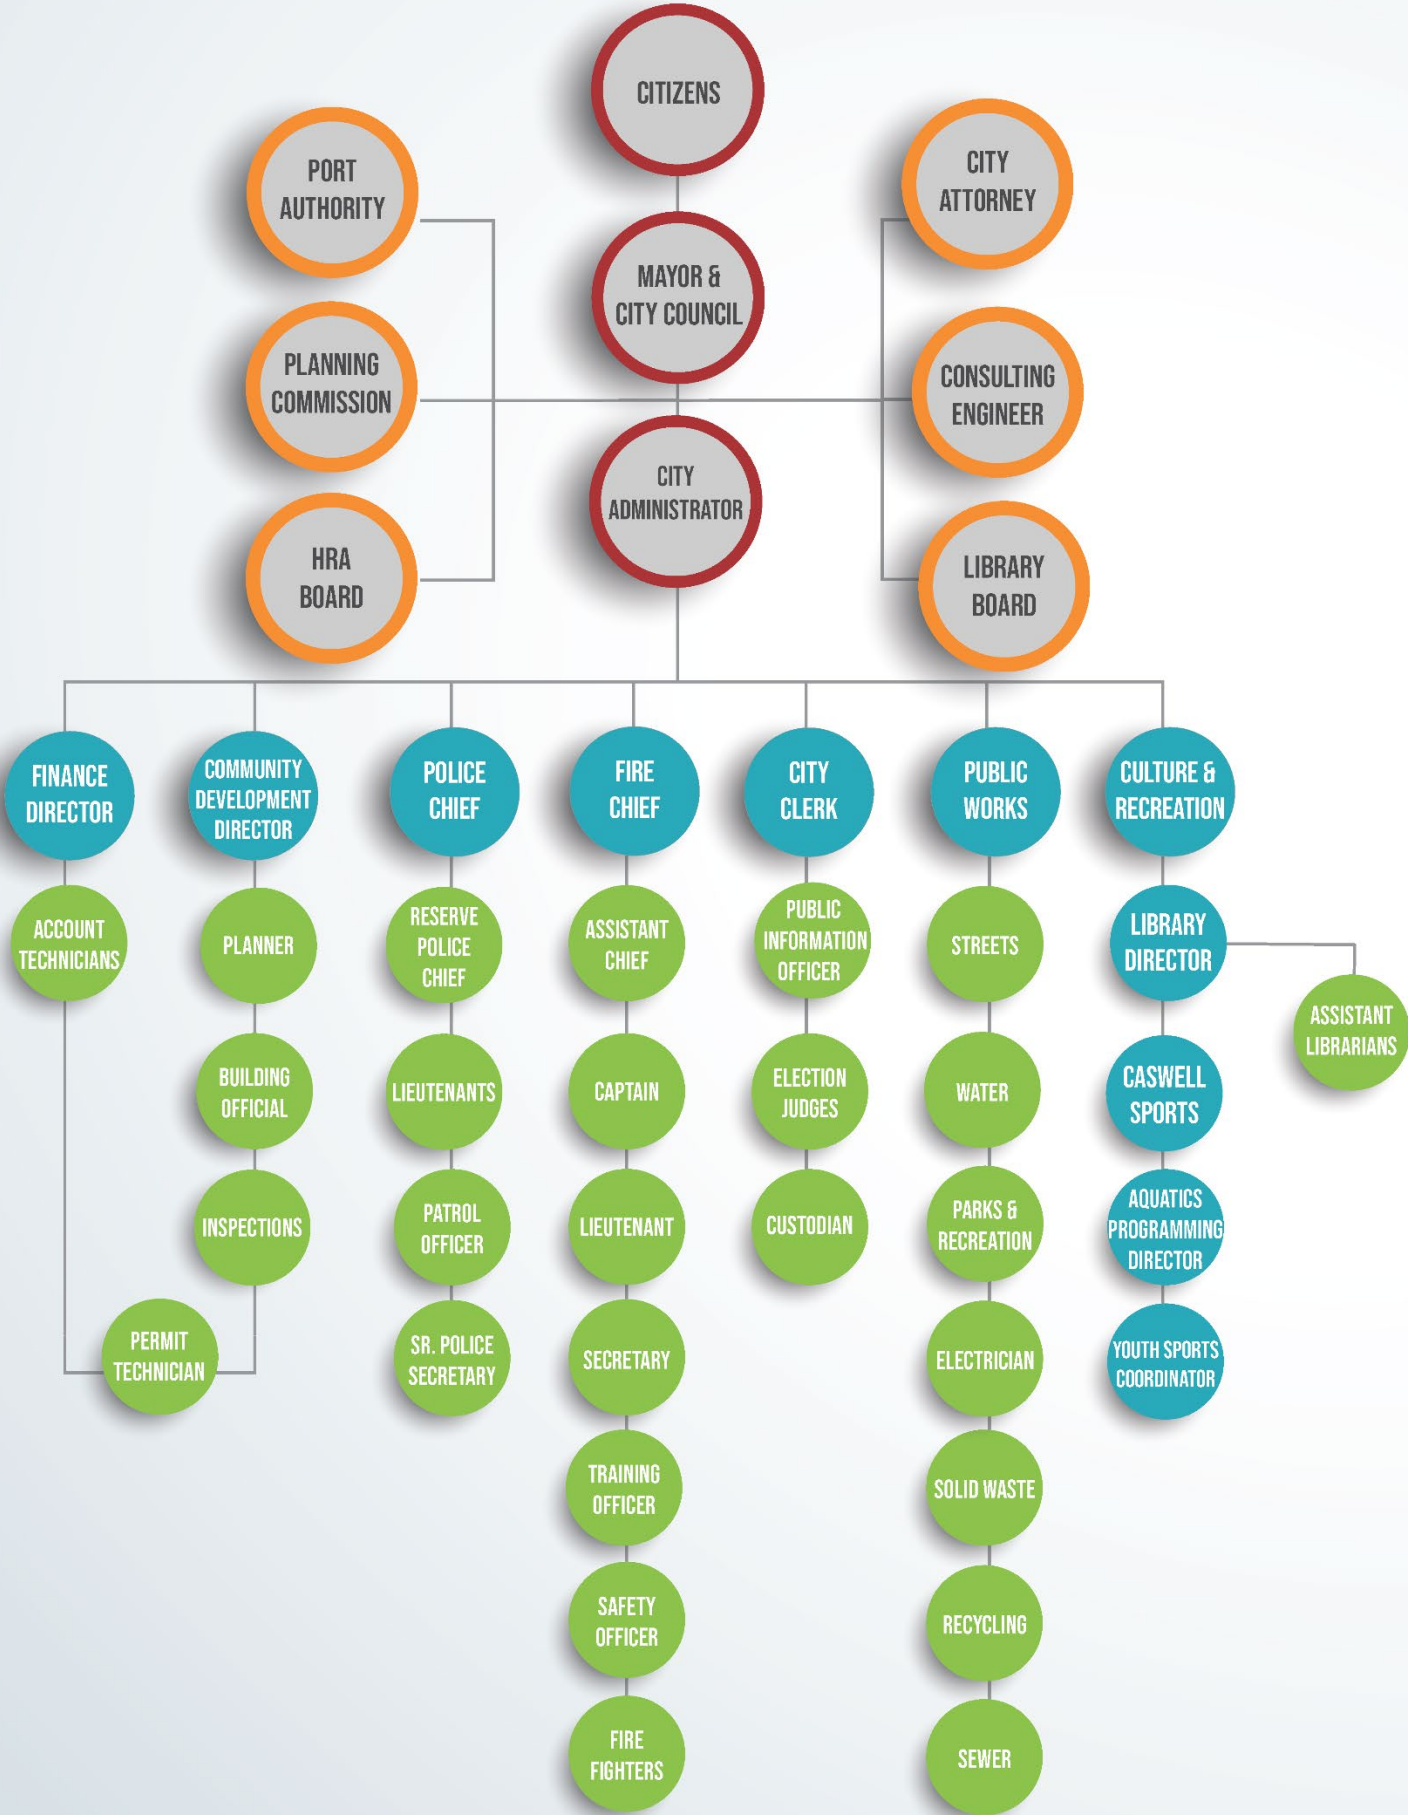 CITIZENS
PORT
AUTHORITY
CITY
ATTORNEY
MAYOR &
CITY COUNCIL
PLANNING
COMMISSION
CONSULTING
ENGINEER
CITY
ADMINISTRATOR
HRA
BOARD
LIBRARY
BOARD
FINANCE
DIRECTOR
COMMUNITY
DEVELOPMENT
DIRECTOR
POLICE
CHIEF
FIRE
CHIEF
CITY
CLERK
PUBLIC
WORKS
CULTURE &
RECREATION
ACCOUNT
TECHNICIANS
PLANNER
RESERVE
POLICE
CHIEF
ASSISTANT
CHIEF
PUBLIC
INFORMATION
OFFICER
STREETS
LIBRARY
DIRECTOR
ASSISTANT
LIBRARIANS
BUILDING
OFFICIAL
LIEUTENANTS
CAPTAIN
ELECTION
JUDGES
WATER
CASWELL
SPORTS
INSPECTIONS
PATROL
OFFICER
LIEUTENANT
CUSTODIAN
PARKS &
RECREATION
AQUATICS
PROGRAMMING
DIRECTOR
PERMIT
TECHNICIAN
SR. POLICE
SECRETARY
SECRETARY
ELECTRICIAN
YOUTH SPORTS
COORDINATOR
TRAINING
OFFICER
SOLID WASTE
SAFETY
OFFICER
RECYCLING
FIRE
FIGHTERS
SEWER